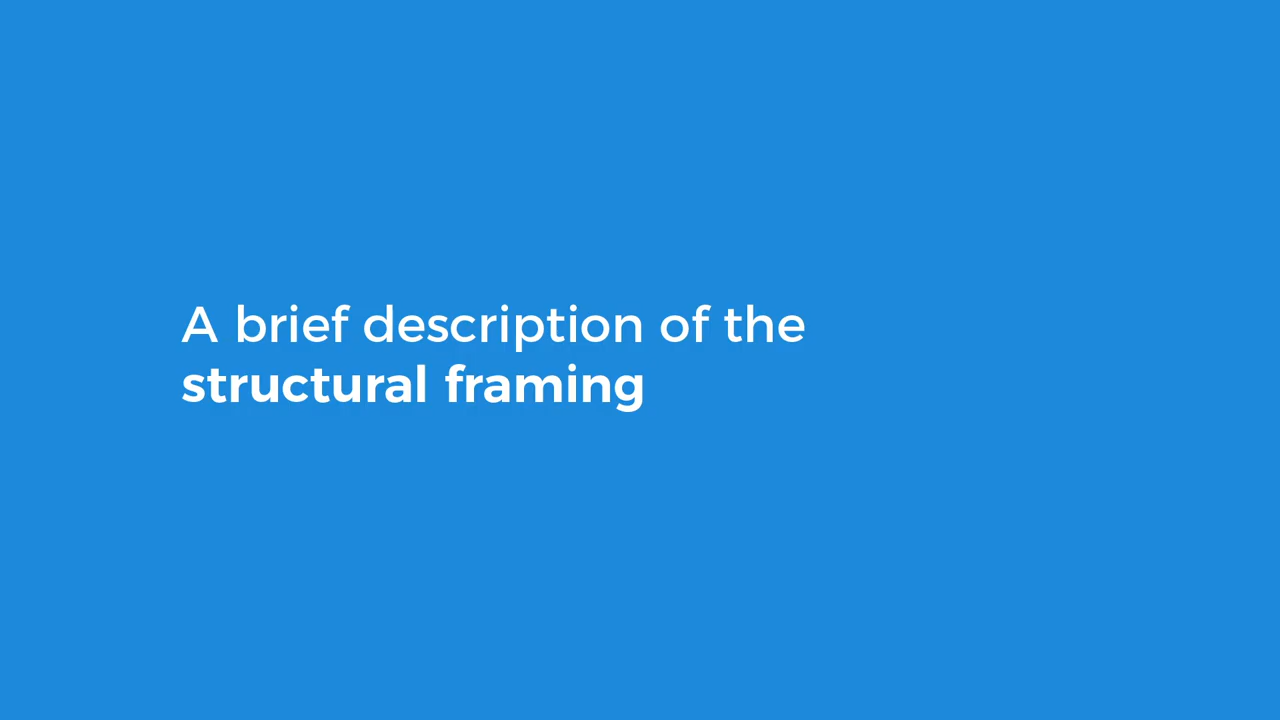 A brief description of the
structural framing